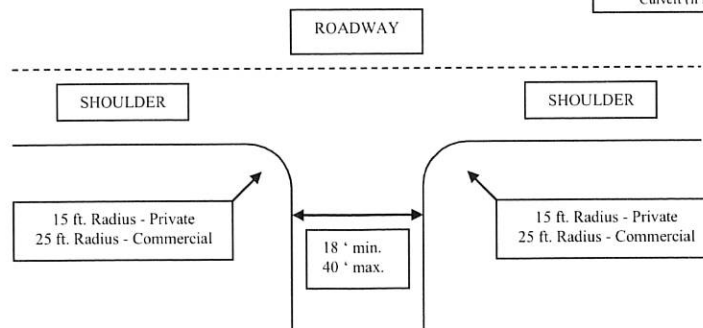 ROADWAY
SHOULDER
SHOULDER
15 ft. Radius - Private
25 ft. Radius - Commercial
18 ‘ min.
40 ‘ max.
15 ft. Radius - Private
25 ft. Radius - Commercial